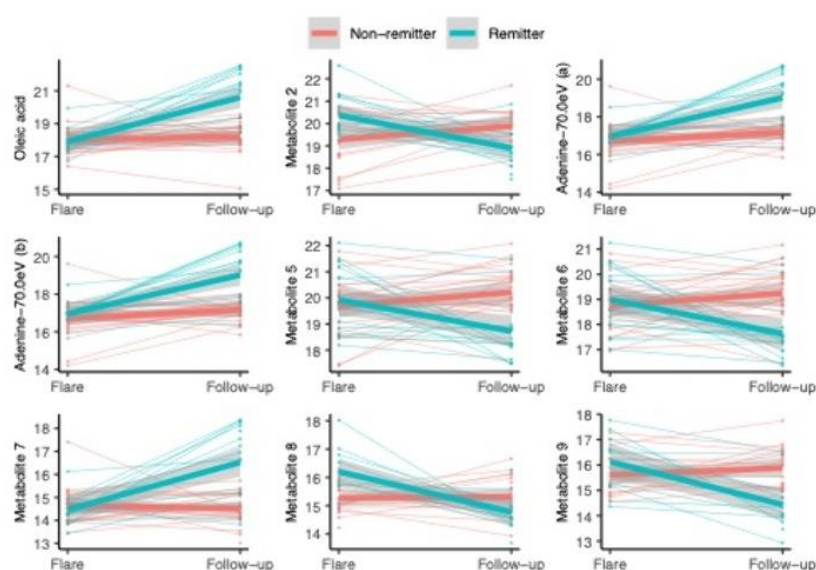 Non-remitter Remitter
Oleic acid
21
19
17
15
Flare Follow-up
Metabolite 2
22
21
20
19
18
17
Flare Follow-up
Adenine-70.0eV (a)
20
18
16
14
Flare Follow-up
Adenine-70.0eV (b)
20
18
16
14
Flare Follow-up
Metabolite 5
22
21
20
19
18
Flare Follow-up
Metabolite 6
21
20
19
18
17
Flare Follow-up
Metabolite 7
18
17
16
15
14
13
Flare Follow-up
Metabolite 8
18
17
16
15
14
Flare Follow-up
Metabolite 9
18
17
16
15
14
13
Flare Follow-up